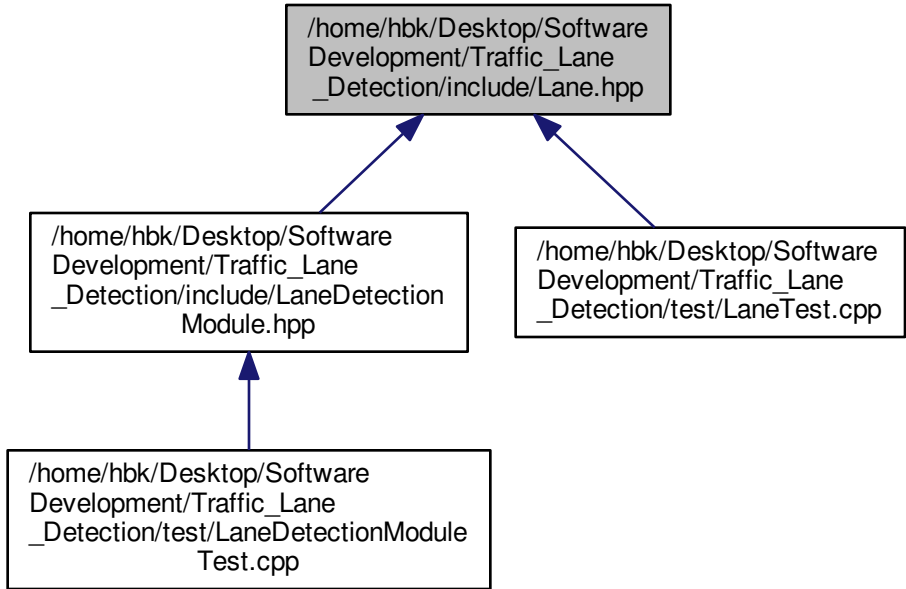 /home/hbk/Desktop/Software
Development/Traffic_Lane
_Detection/include/Lane.hpp
/home/hbk/Desktop/Software
Development/Traffic_Lane
_Detection/include/LaneDetection
Module.hpp
/home/hbk/Desktop/Software
Development/Traffic_Lane
_Detection/test/LaneTest.cpp
/home/hbk/Desktop/Software
Development/Traffic_Lane
_Detection/test/LaneDetectionModule
Test.cpp